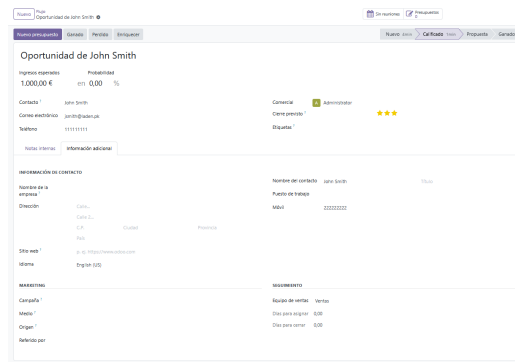 Nuevo Flujo
Oportunidad de John Smith
Sin reuniones
Presupuestos
0
Nuevo presupuesto Ganado Perdido Enriquecer
Nuevo Calificado Propuesta Ganado
Oportunidad de John Smith
Ingresos esperados Probabilidad
1.000,00 € en 0,00 %
Contacto ? John Smith
Comercial A Administrator
Correo electrónico jsmith@laden.pk
Cierre previsto ?
Teléfono 111111111
Etiquetas ?
Notas internas Información adicional
INFORMACIÓN DE CONTACTO
Nombre de la empresa ?
Nombre del contacto John Smith Título
Puesto de trabajo
Dirección Calle...
Móvil 222222222
Calle 2...
C.P. Ciudad Provincia
País
Sitio web ? p. ej. https://www.odoo.com
Idioma English (US)
MARKETING
SEGUIMIENTO
Campaña ?
Equipo de ventas Ventas
Medio ?
Días para asignar 0,00
Origen ?
Días para cerrar 0,00
Referido por